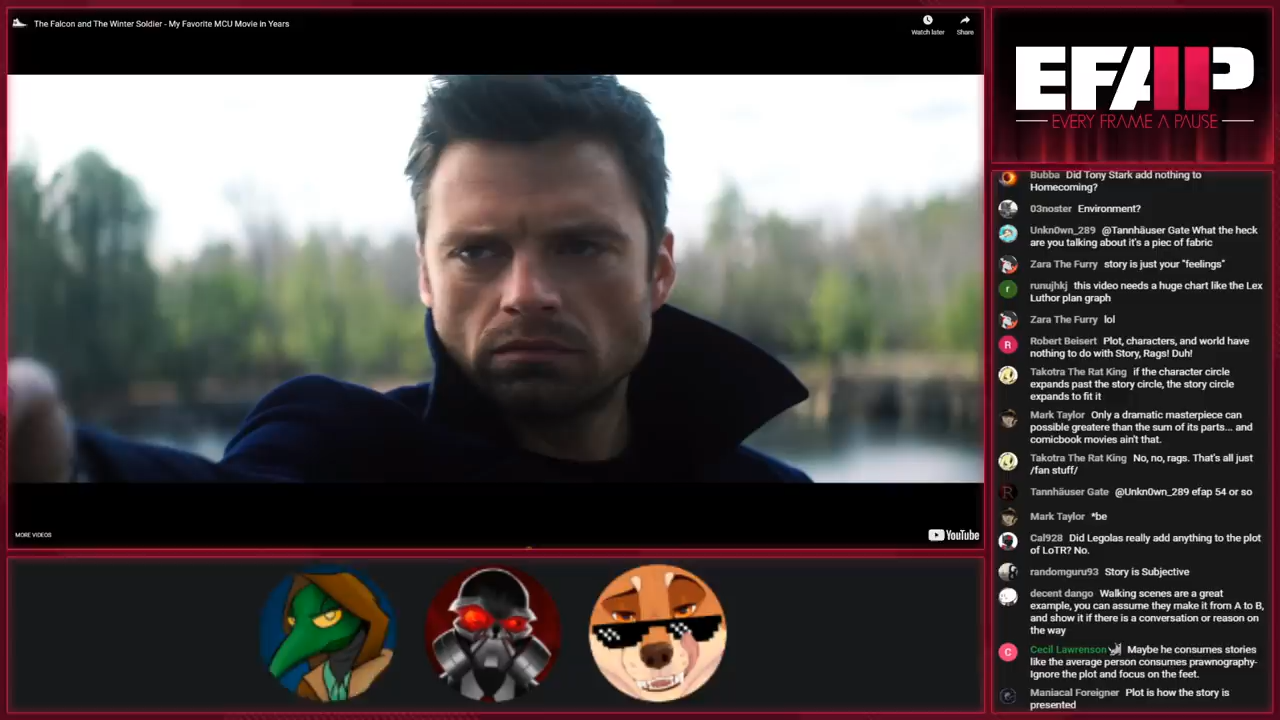 The Falcon and The Winter Soldier - My Favorite MCU Movie in Years
Watch later
Share
MORE VIDEOS
YouTube
EFAP
EVERY FRAME A PAUSE
Bubba Did Tony Stark add nothing to
Homecoming?
03noster Environment?
Unkn0wn_289 @Tannhäuser Gate What the heck
are you talking about it's a piec of fabric
Zara The Furry story is just your "feelings"
runujhkj this video needs a huge chart like the Lex
Luthor plan graph
Zara The Furry lol
Robert Beisert Plot, characters, and world have
nothing to do with Story, Rags! Duh!
Takotra The Rat King if the character circle
expands past the story circle, the story circle
expands to fit it
Mark Taylor Only a dramatic masterpiece can
possible greatere than the sum of its parts... and
comicbook movies ain't that.
Takotra The Rat King No, no, rags. That's all just
/fan stuff/
Tannhäuser Gate @Unkn0wn_289 efap 54 or so
Mark Taylor *be
Cal928 Did Legolas really add anything to the plot
of LoTR? No.
randomguru93 Story is Subjective
decent dango Walking scenes are a great
example, you can assume they make it from A to B,
and show it if there is a conversation or reason on
the way
Cecil Lawrenson Maybe he consumes stories
like the average person consumes prawnography-
Ignore the plot and focus on the feet.
Maniacal Foreigner Plot is how the story is
presented